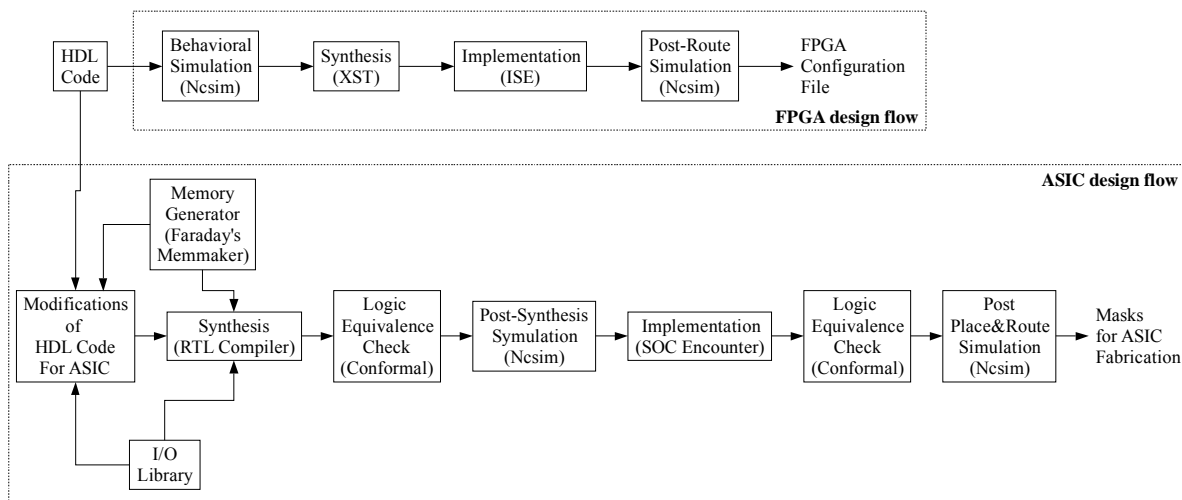 HDL
Code
Behavioral
Simulation
(Ncsim)
Synthesis
(XST)
Implementation
(ISE)
Post-Route
Simulation
(Ncsim)
FPGA
Configuration
File
FPGA design flow
ASIC design flow
Memory
Generator
(Faraday's
Memmaker)
Modifications
of
HDL Code
For ASIC
Synthesis
(RTL Compiler)
Logic
Equivalence
Check
(Conformal)
Post-Synthesis
Symulation
(Ncsim)
Implementation
(SOC Encounter)
Logic
Equivalence
Check
(Conformal)
Post
Place&Route
Simulation
(Ncsim)
Masks
for ASIC
Fabrication
I/O
Library